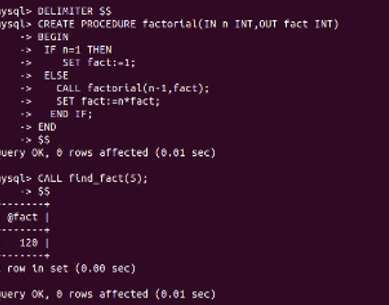 ysql> DELIMITER $$
ysql> CREATE PROCEDURE factorial(IN n INT,OUT fact INT)
-> BEGIN
-> IF n=1 THEN
-> SET fact:=1;
-> ELSE
-> CALL factorial(n-1,fact);
-> SET fact:=n*fact;
-> END IF;
-> END
-> $$
uery OK, 0 rows affected (0.01 sec)
ysql> CALL find_fact(5);
-> $$
-------+
@fact |
-------+
120 |
-------+
row in set (0.00 sec)
uery OK, 0 rows affected (0.01 sec)